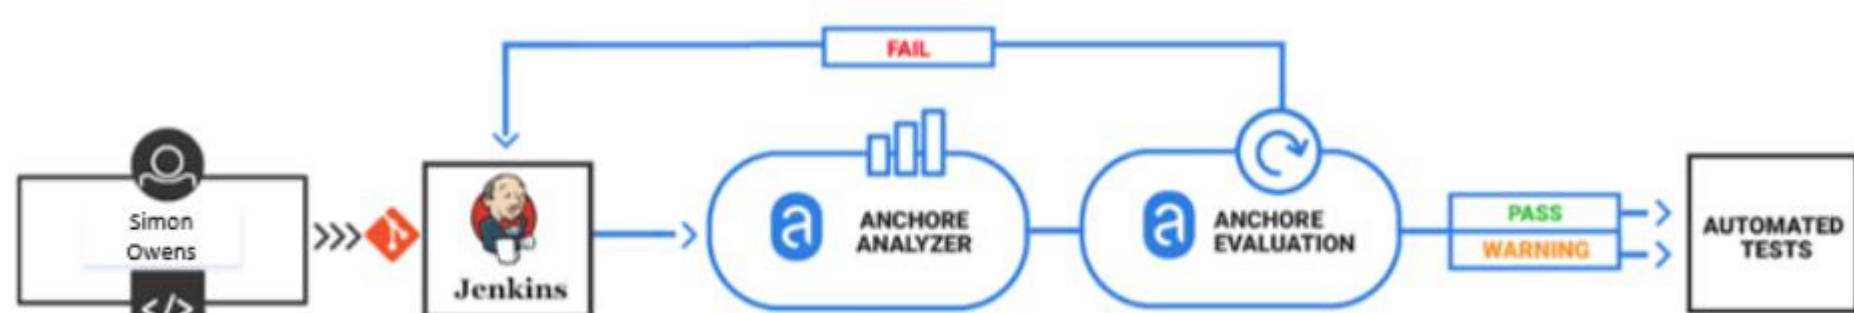 FAIL
Simon
Owens
</>
Jenkins
ANCHORE
ANALYZER
ANCHORE
EVALUATION
PASS
WARNING
AUTOMATED
TESTS